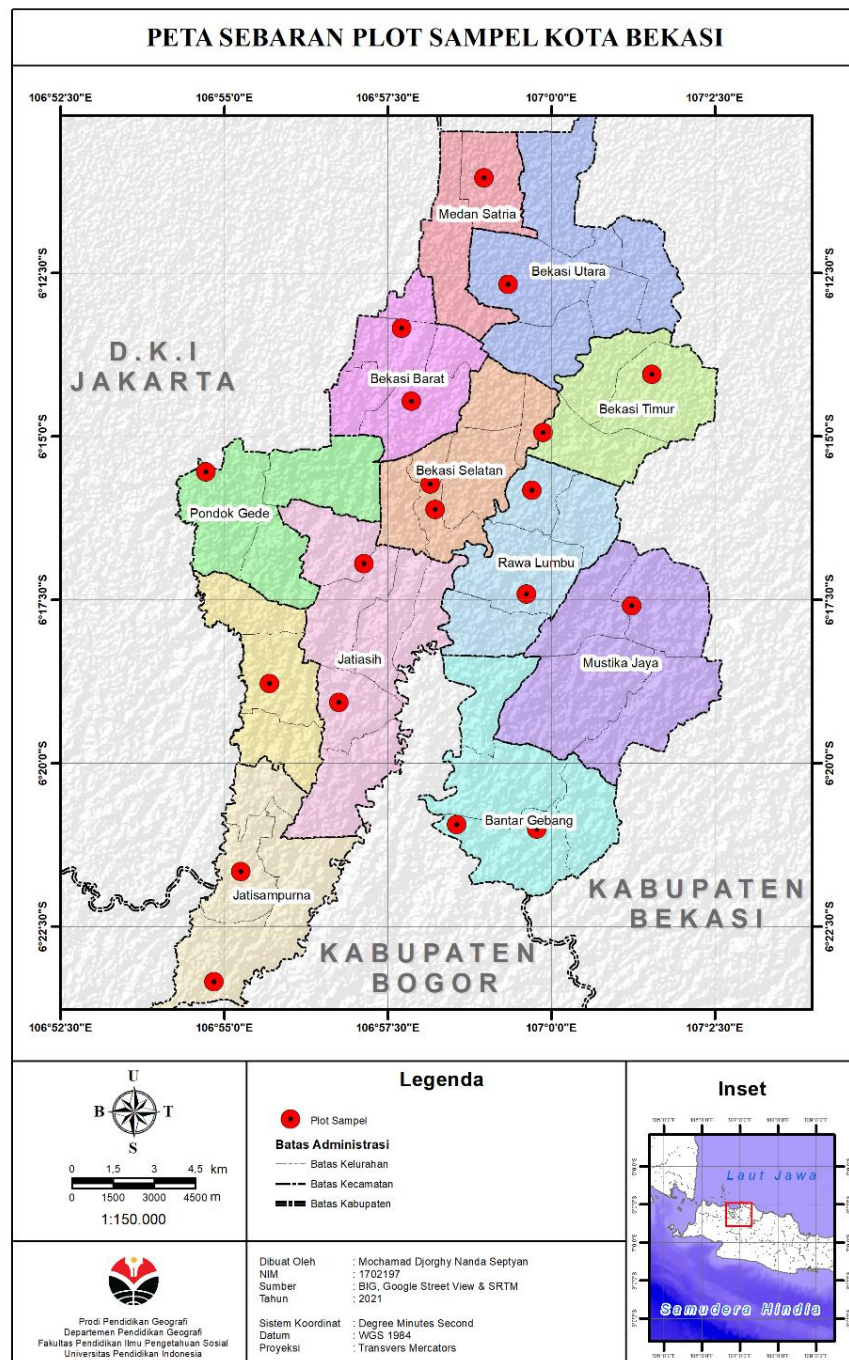 PETA SEBARAN PLOT SAMPEL KOTA BEKASI
106°52'30"E 106°55'0"E 106°57'30"E 107°0'0"E 107°2'30"E
Medan Satria
6°12'30"S 6°12'30"S
Bekasi Utara
D.K.I
JAKARTA
Bekasi Barat
Bekasi Timur
6°15'0"S 6°15'0"S
Bekasi Selatan
Pondok Gede
Rawa Lumbu
6°17'30"S 6°17'30"S
Jatiasih
Mustika Jaya
6°20'0"S 6°20'0"S
Bantar Gebang
Jatisampurna
KABUPATEN
BEKASI
6°22'30"S 6°22'30"S
KABUPATEN
BOGOR
106°52'30"E 106°55'0"E 106°57'30"E 107°0'0"E 107°2'30"E
U
B T
S
0 1,5 3 4,5 km
0 1500 3000 4500 m
1:150.000
Legenda
Plot Sampel
Batas Administrasi
Batas Kelurahan
Batas Kecamatan
Batas Kabupaten
Inset
Laut Jawa
Samudera Hindia
Prodi Pendidikan Geografi
Departemen Pendidikan Geografi
Fakultas Pendidikan Ilmu Pengetahuan Sosial
Universitas Pendidikan Indonesia
Dibuat Oleh : Mochamad Djorghy Nanda Septyan
NIM : 1702197
Sumber : BIG, Google Street View & SRTM
Tahun : 2021
Sistem Koordinat : Degree Minutes Second
Datum : WGS 1984
Proyeksi : Transvers Mercators